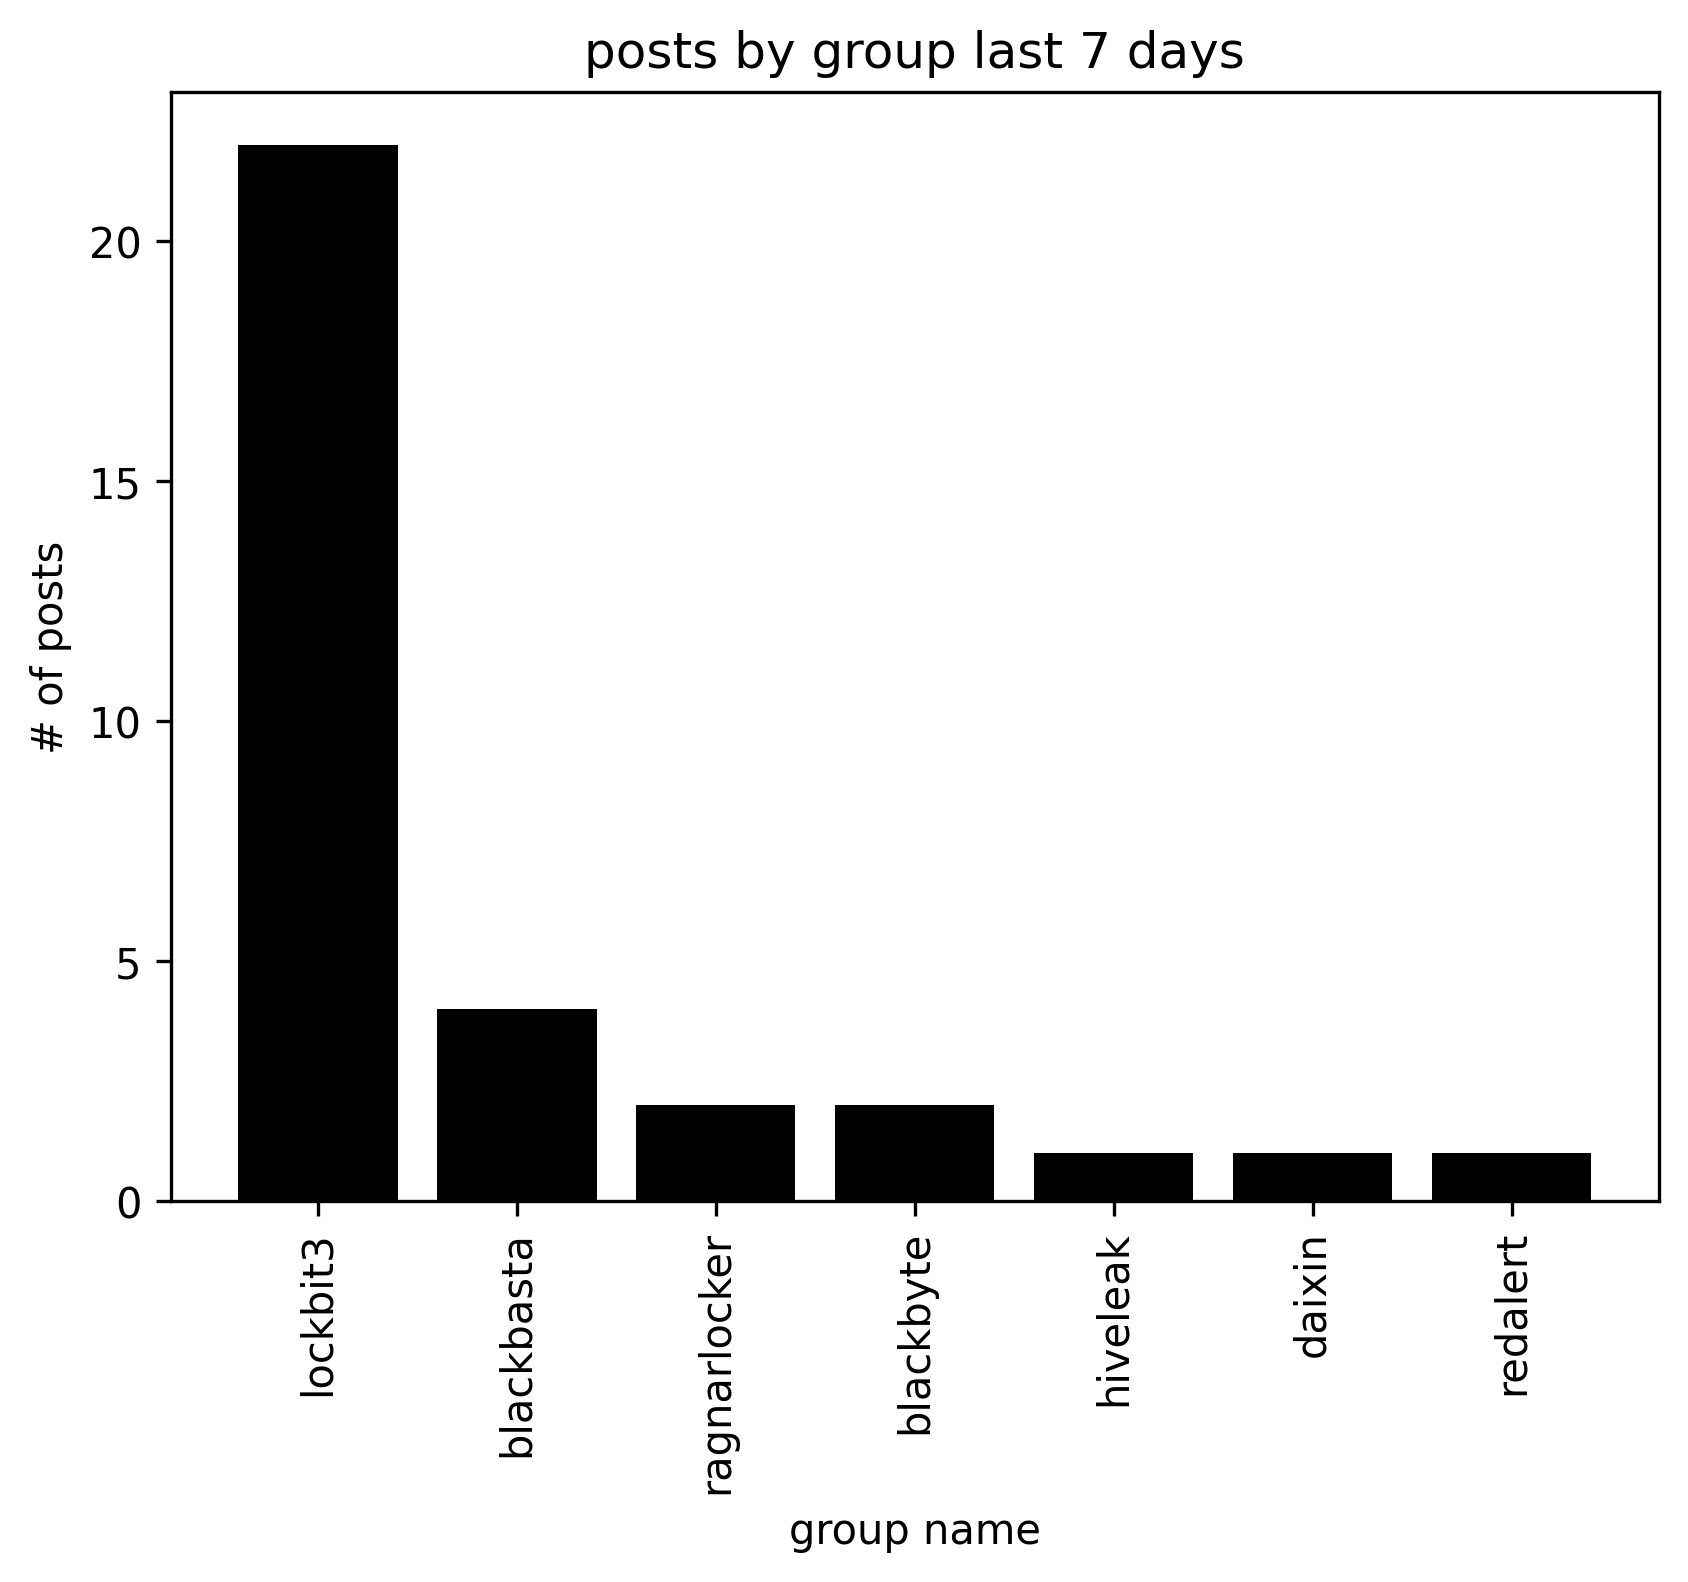 posts by group last 7 days
# of posts
20
15
10
5
0
lockbit3
blackbasta
ragnarlocker
blackbyte
hiveleak
daixin
redalert
group name